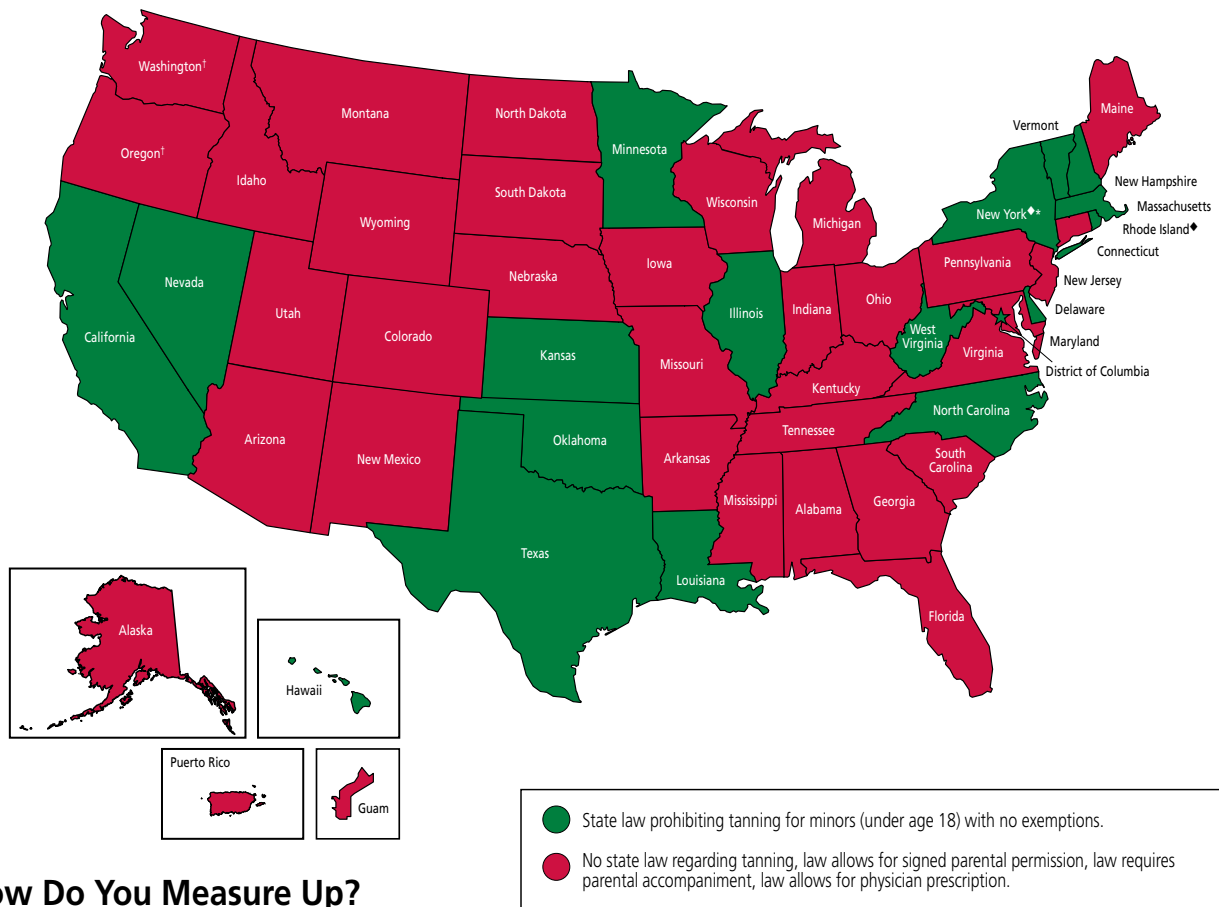 Washington†
Montana
North Dakota
Minnesota
Maine
Vermont
Oregon†
Idaho
South Dakota
Wisconsin
Michigan
New Hampshire
Wyoming
New York♦*
Massachusetts
Rhode Island♦
Connecticut
Nevada
Nebraska
Iowa
Pennsylvania
New Jersey
Utah
Illinois
Indiana
Ohio
Delaware
California
Colorado
Kansas
Missouri
West
Virginia
Virginia
Maryland
District of Columbia
Kentucky
Arizona
New Mexico
Oklahoma
Arkansas
Tennessee
North Carolina
South
Carolina
Mississippi
Alabama
Georgia
Texas
Louisiana
Florida
Alaska
Hawaii
Puerto Rico
Guam
State law prohibiting tanning for minors (under age 18) with no exemptions.
No state law regarding tanning, law allows for signed parental permission, law requires
parental accompaniment, law allows for physician prescription.
ow Do You Measure Up?